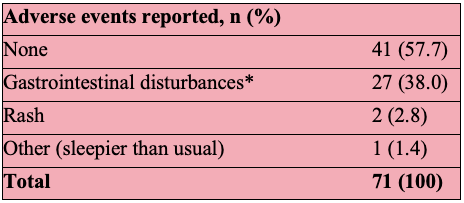 Adverse events reported, n (%)
None 41 (57.7)
Gastrointestinal disturbances* 27 (38.0)
Rash 2 (2.8)
Other (sleepier than usual) 1 (1.4)
Total 71 (100)